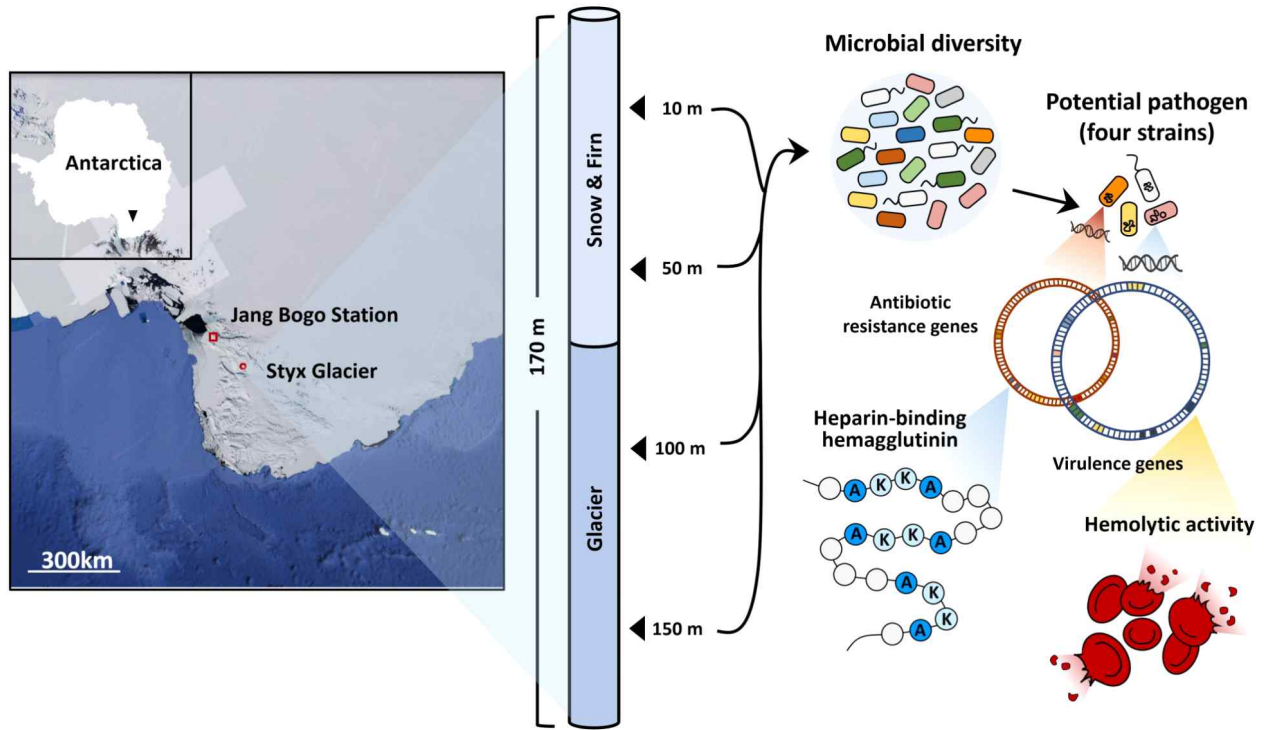 Antarctica
Jang Bogo Station
Styx Glacier
300km
170 m
Snow & Firn
Glacier
10 m
50 m
100 m
150 m
Microbial diversity
Potential pathogen
(four strains)
Antibiotic
resistance genes
Virulence genes
Heparin-binding
hemagglutinin
A K K A
A K K A
A K
K
A
Hemolytic activity